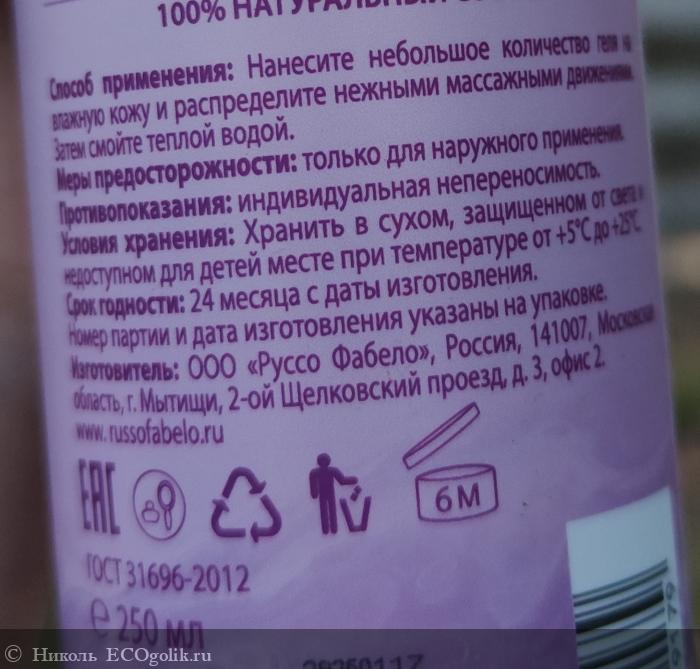 100% НАТУРАЛЬНЫЙ
Способ применения: Нанесите небольшое количество геля на
влажную кожу и распределите нежными массажными движениями.
Затем смойте теплой водой.
Меры предосторожности: только для наружного применения.
Противопоказания: индивидуальная непереносимость.
Условия хранения: Хранить в сухом, защищенном от света и
недоступном для детей месте при температуре от +5°C до +25°C.
Срок годности: 24 месяца с даты изготовления.
Номер партии и дата изготовления указаны на упаковке.
Изготовитель: ООО «Руссо Фабело», Россия, 141007, Московская
область, г. Мытищи, 2-ой Щелковский проезд, д. 3, офис 2.
www.russofabelo.ru
ЕАС
6М
ГОСТ 31696-2012
е 250 мл
© Николь ECOgolik.ru